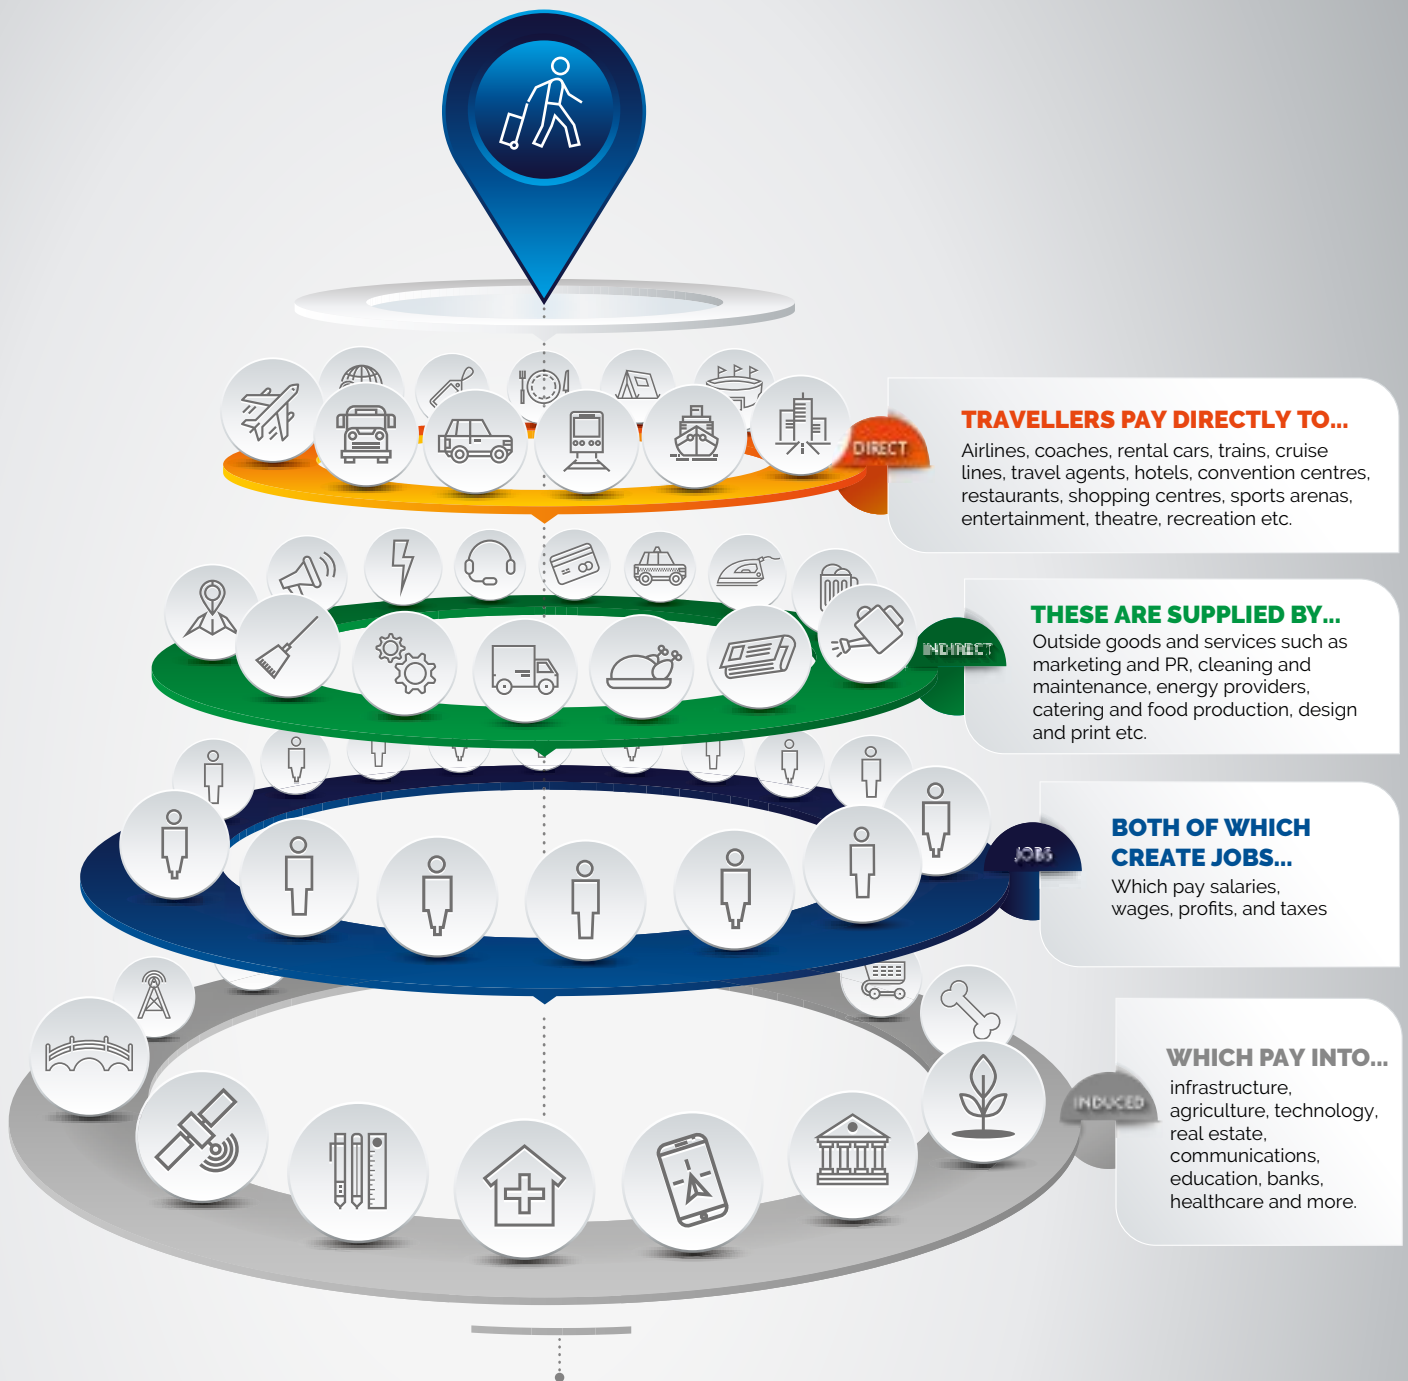 DIRECT
TRAVELLERS PAY DIRECTLY TO...
Airlines, coaches, rental cars, trains, cruise
lines, travel agents, hotels, convention centres,
restaurants, shopping centres, sports arenas,
entertainment, theatre, recreation etc.
INDIRECT
THESE ARE SUPPLIED BY...
Outside goods and services such as
marketing and PR, cleaning and
maintenance, energy providers,
catering and food production, design
and print etc.
JOBS
BOTH OF WHICH
CREATE JOBS...
Which pay salaries,
wages, profits, and taxes
INDUCED
WHICH PAY INTO...
infrastructure,
agriculture, technology,
real estate,
communications,
education, banks,
healthcare and more.